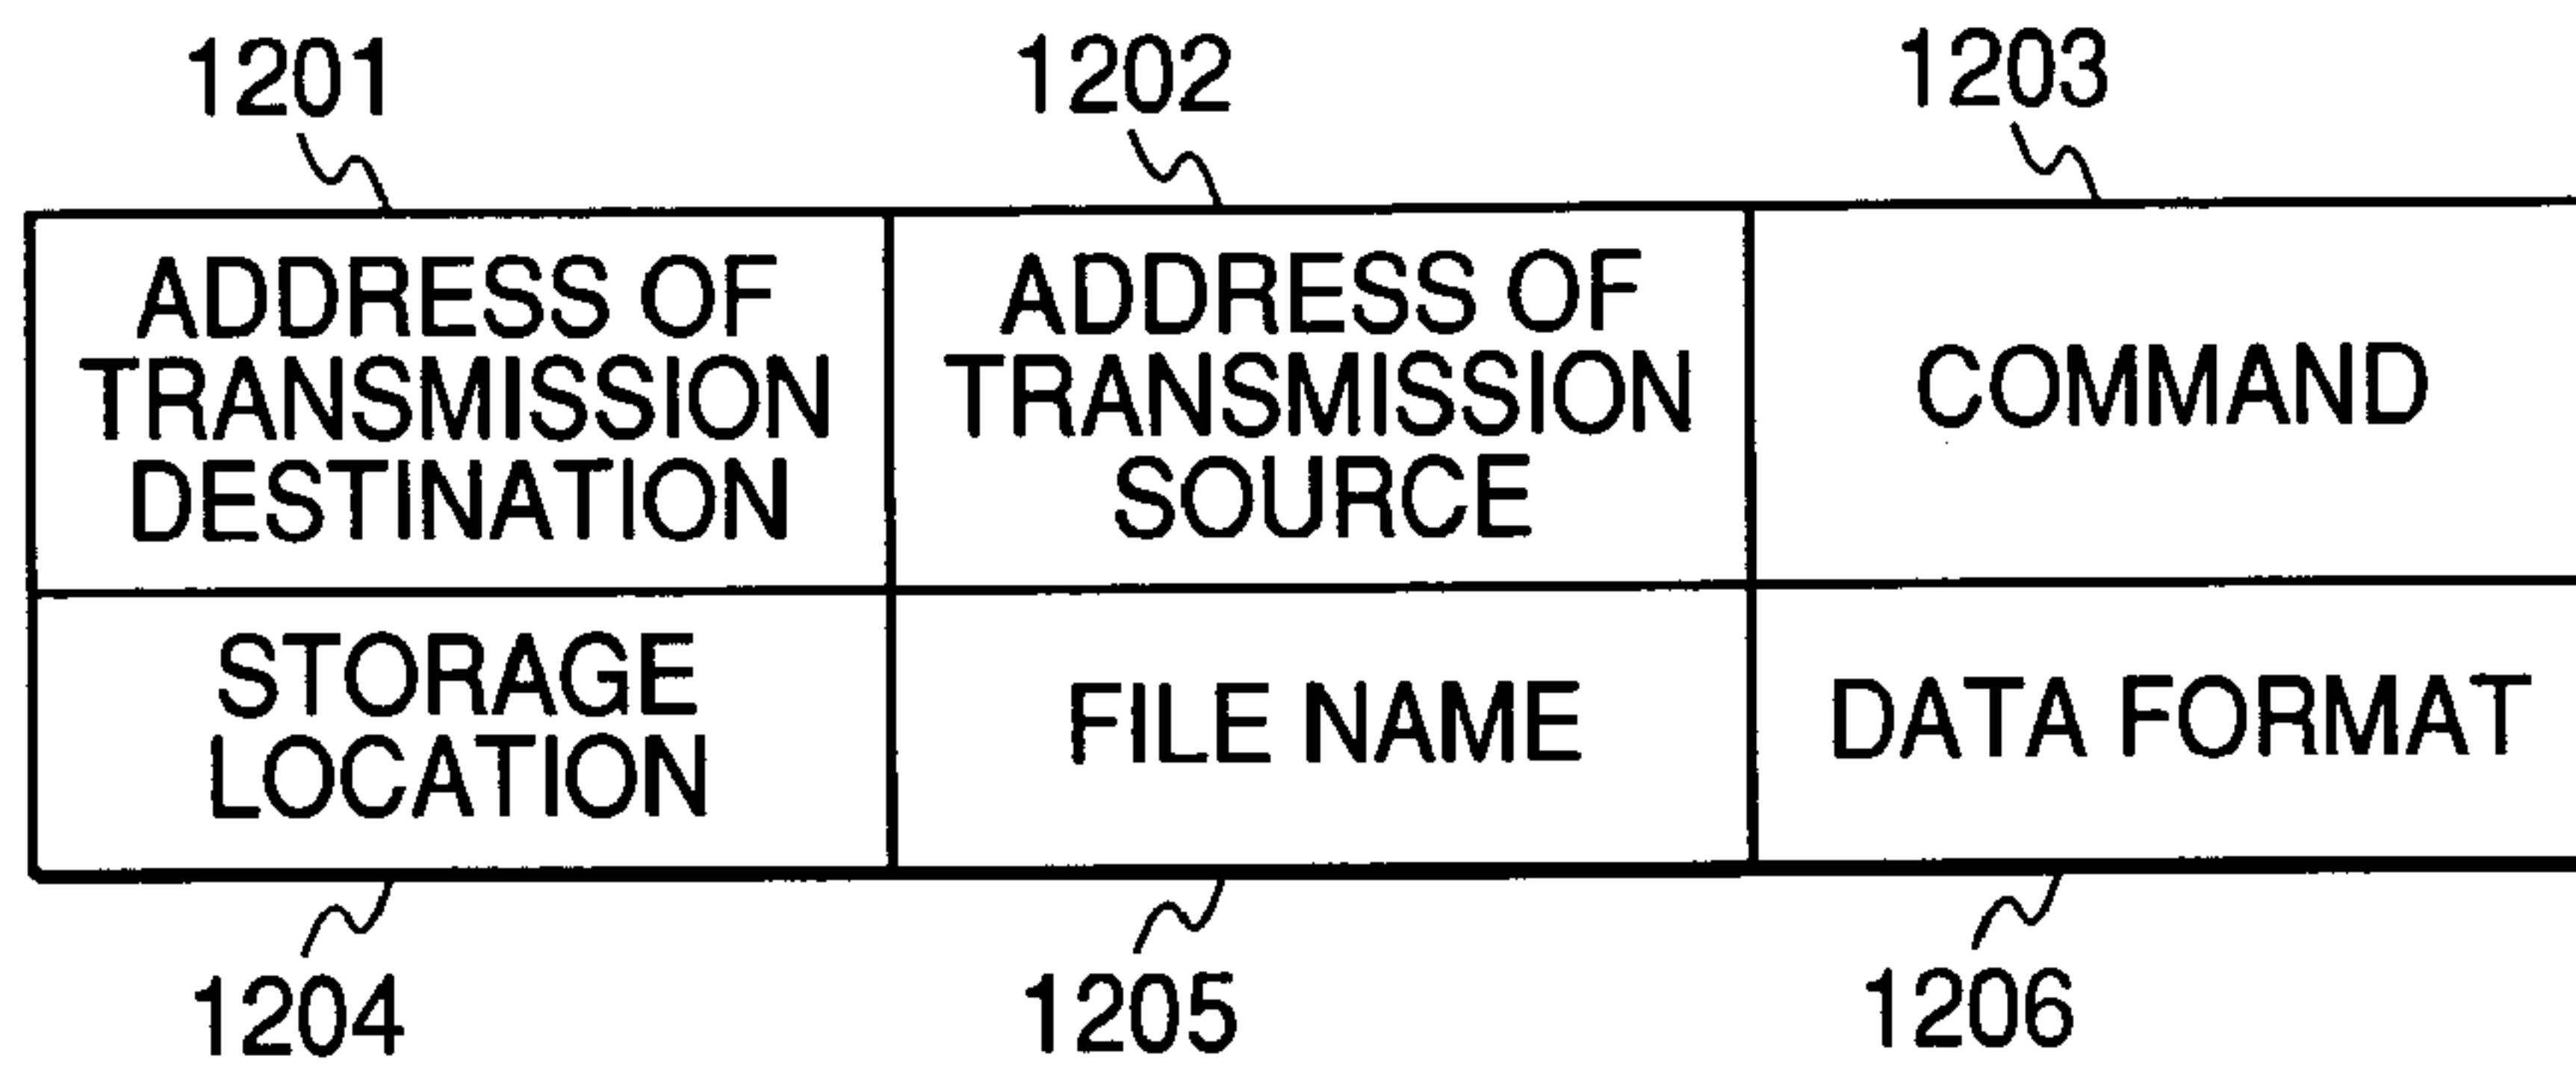 1201
1202
1203
ADDRESS OF
TRANSMISSION
DESTINATION
ADDRESS OF
TRANSMISSION
SOURCE
COMMAND
STORAGE
LOCATION
FILE NAME
DATA FORMAT
1204
1205
1206